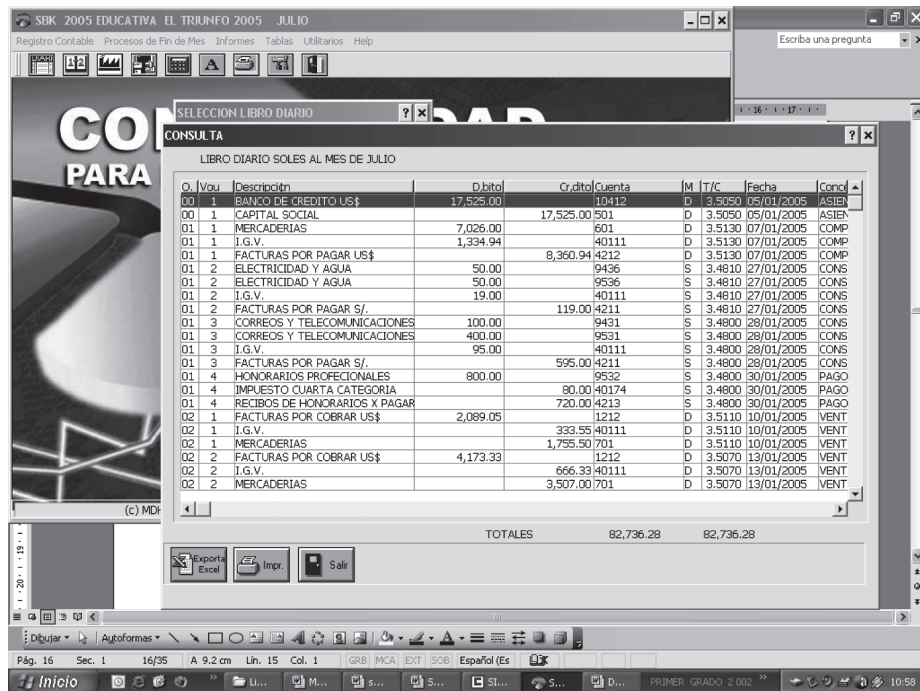 SBK 2005 EDUCATIVA EL TRIUNFO 2005 JULIO
Registro Contable Procesos de Fin de Mes Informes Tablas Utilitarios Help
Escriba una pregunta
PARA
SELECCION LIBRO DIARIO
CONSULTA
LIBRO DIARIO SOLES AL MES DE JULIO
O. Vou Descripci¢n D‚bito Cr‚dito Cuenta M T/C Fecha Conce
00 1 BANCO DE CREDITO US$ 17,525.00 10412 D 3.5050 05/01/2005 ASIEN
00 1 CAPITAL SOCIAL 17,525.00 501 D 3.5050 05/01/2005 ASIEN
01 1 MERCADERIAS 7,026.00 601 D 3.5130 07/01/2005 COMP
01 1 I.G.V. 1,334.94 40111 D 3.5130 07/01/2005 COMP
01 1 FACTURAS POR PAGAR US$ 8,360.94 4212 D 3.5130 07/01/2005 COMP
01 2 ELECTRICIDAD Y AGUA 50.00 9436 S 3.4810 27/01/2005 CONS
01 2 ELECTRICIDAD Y AGUA 50.00 9536 S 3.4810 27/01/2005 CONS
01 2 I.G.V. 19.00 40111 S 3.4810 27/01/2005 CONS
01 2 FACTURAS POR PAGAR S/. 119.00 4211 S 3.4810 27/01/2005 CONS
01 3 CORREOS Y TELECOMUNICACIONES 100.00 9431 S 3.4800 28/01/2005 CONS
01 3 CORREOS Y TELECOMUNICACIONES 400.00 9531 S 3.4800 28/01/2005 CONS
01 3 I.G.V. 95.00 40111 S 3.4800 28/01/2005 CONS
01 3 FACTURAS POR PAGAR S/. 595.00 4211 S 3.4800 28/01/2005 CONS
01 4 HONORARIOS PROFECIONALES 800.00 9532 S 3.4800 30/01/2005 PAGO
01 4 IMPUESTO CUARTA CATEGORIA 80.00 40174 S 3.4800 30/01/2005 PAGO
01 4 RECIBOS DE HONORARIOS X PAGAR 720.00 4213 S 3.4800 30/01/2005 PAGO
02 1 FACTURAS POR COBRAR US$ 2,089.05 1212 D 3.5110 10/01/2005 VENT
02 1 I.G.V. 333.55 40111 D 3.5110 10/01/2005 VENT
02 1 MERCADERIAS 1,755.50 701 D 3.5110 10/01/2005 VENT
02 2 FACTURAS POR COBRAR US$ 4,173.33 1212 D 3.5070 13/01/2005 VENT
02 2 I.G.V. 666.33 40111 D 3.5070 13/01/2005 VENT
02 2 MERCADERIAS 3,507.00 701 D 3.5070 13/01/2005 VENT
(c) MDH
TOTALES 82,736.28 82,736.28
Exporta Excel Impr. Salir
Dibujar Autoformas
Pág. 16 Sec. 1 16/35 A 9.2 cm Lín. 15 Col. 1 GRB MCA EXT SOB Español (Es
Inicio Li... M... s... S... SI... S... D... PRIMER GRADO 2 002 10:58